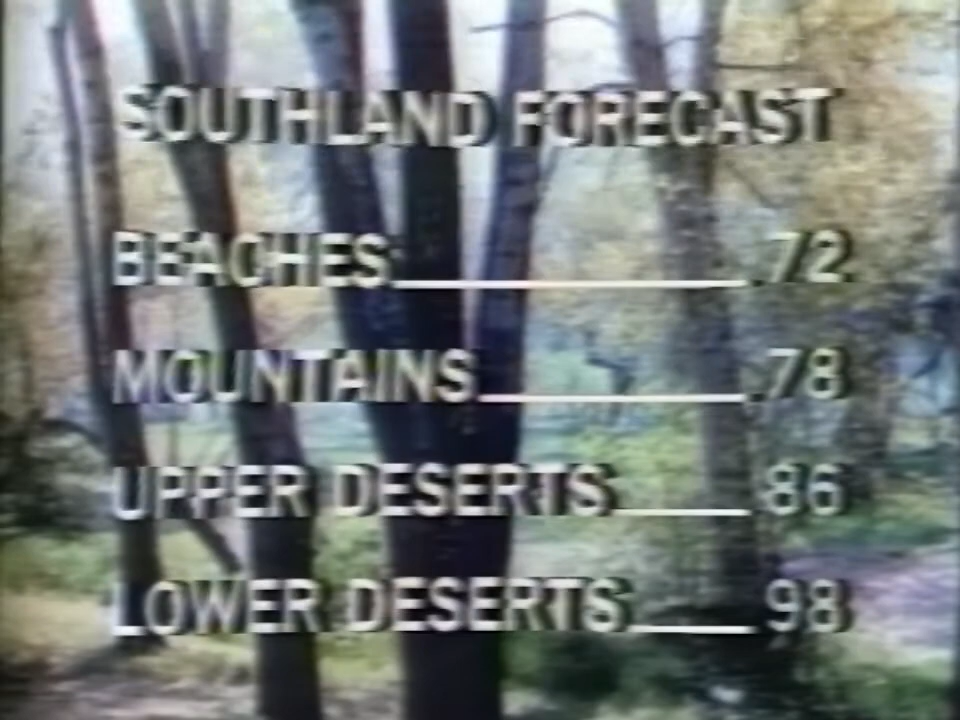 SOUTHLAND FORECAST
BEACHES 72
MOUNTAINS 78
UPPER DESERTS 86
LOWER DESERTS 98